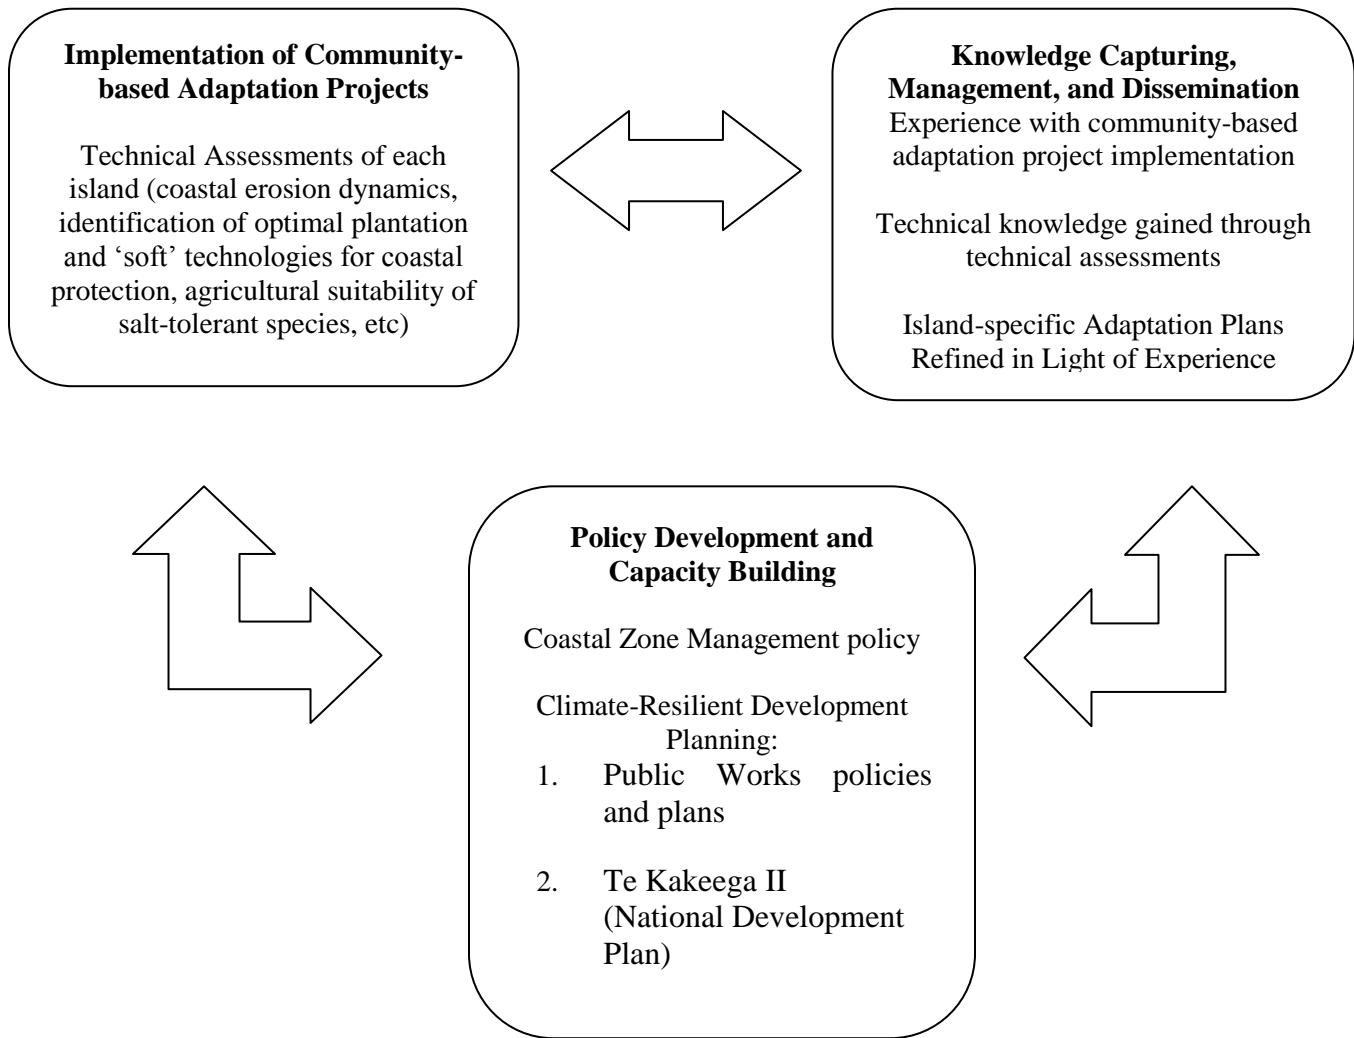 Implementation of Community-
based Adaptation Projects
Technical Assessments of each
island (coastal erosion dynamics,
identification of optimal plantation
and ‘soft’ technologies for coastal
protection, agricultural suitability of
salt-tolerant species, etc)
Knowledge Capturing,
Management, and Dissemination
Experience with community-based
adaptation project implementation
Technical knowledge gained through
technical assessments
Island-specific Adaptation Plans
Refined in Light of Experience
Policy Development and
Capacity Building
Coastal Zone Management policy
Climate-Resilient Development
Planning:
1. Public Works policies
and plans
2. Te Kakeega II
(National Development
Plan)